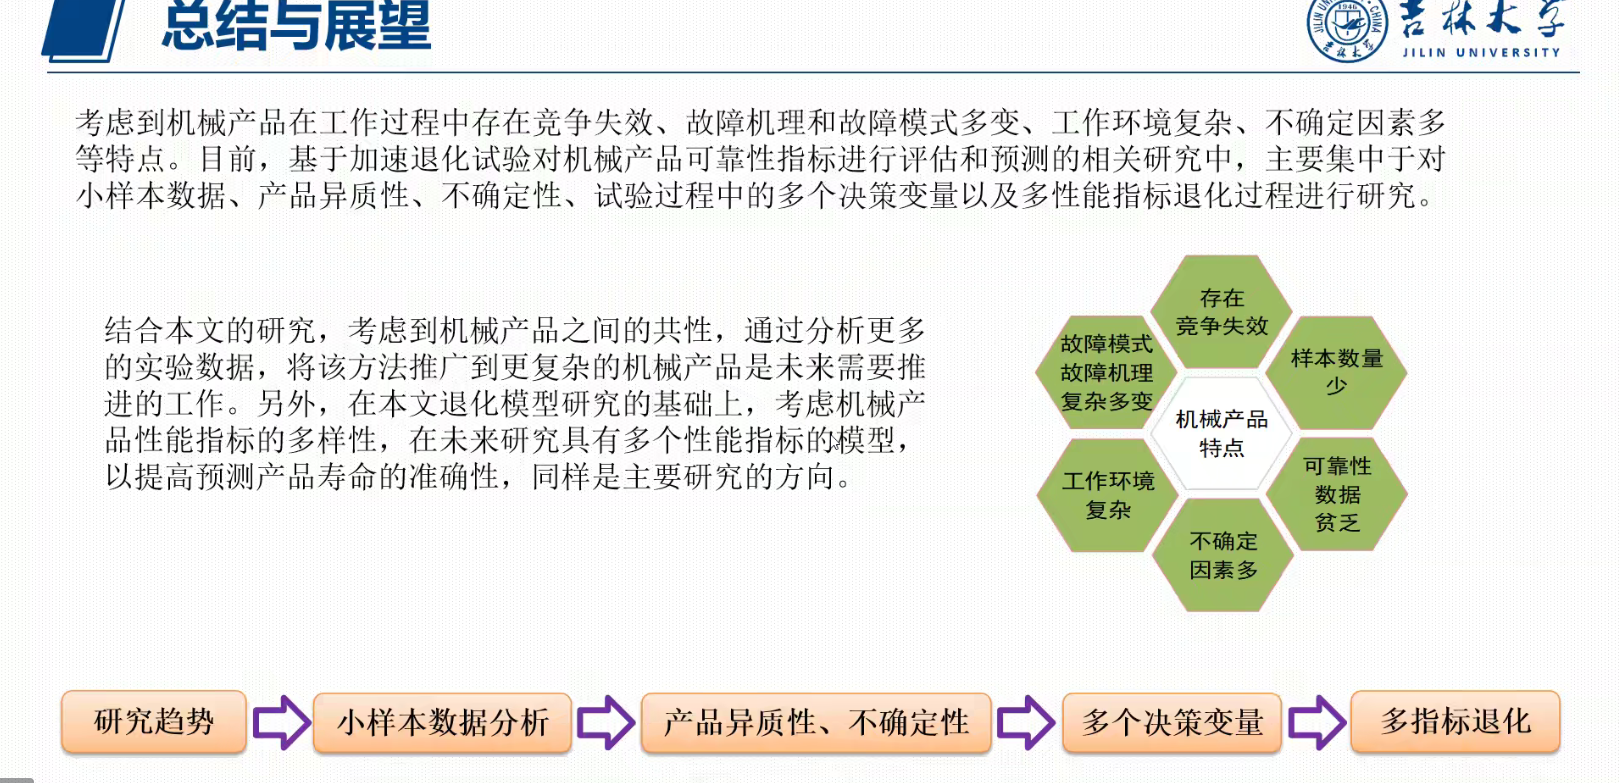 总结与展望
吉林大学
JILIN UNIVERSITY
1946
考虑到机械产品在工作过程中存在竞争失效、故障机理和故障模式多变、工作环境复杂、不确定因素多
等特点。目前，基于加速退化试验对机械产品可靠性指标进行评估和预测的相关研究中，主要集中于对
小样本数据、产品异质性、不确定性、试验过程中的多个决策变量以及多性能指标退化过程进行研究。
结合本文的研究，考虑到机械产品之间的共性，通过分析更多
的实验数据，将该方法推广到更复杂的机械产品是未来需要推
进的工作。另外，在本文退化模型研究的基础上，考虑机械产
品性能指标的多样性，在未来研究具有多个性能指标的模型，
以提高预测产品寿命的准确性，同样是主要研究的方向。
存在
竞争失效
故障模式
故障机理
复杂多变
样本数量
少
机械产品
特点
工作环境
复杂
可靠性
数据
贫乏
不确定
因素多
研究趋势
小样本数据分析
产品异质性、不确定性
多个决策变量
多指标退化